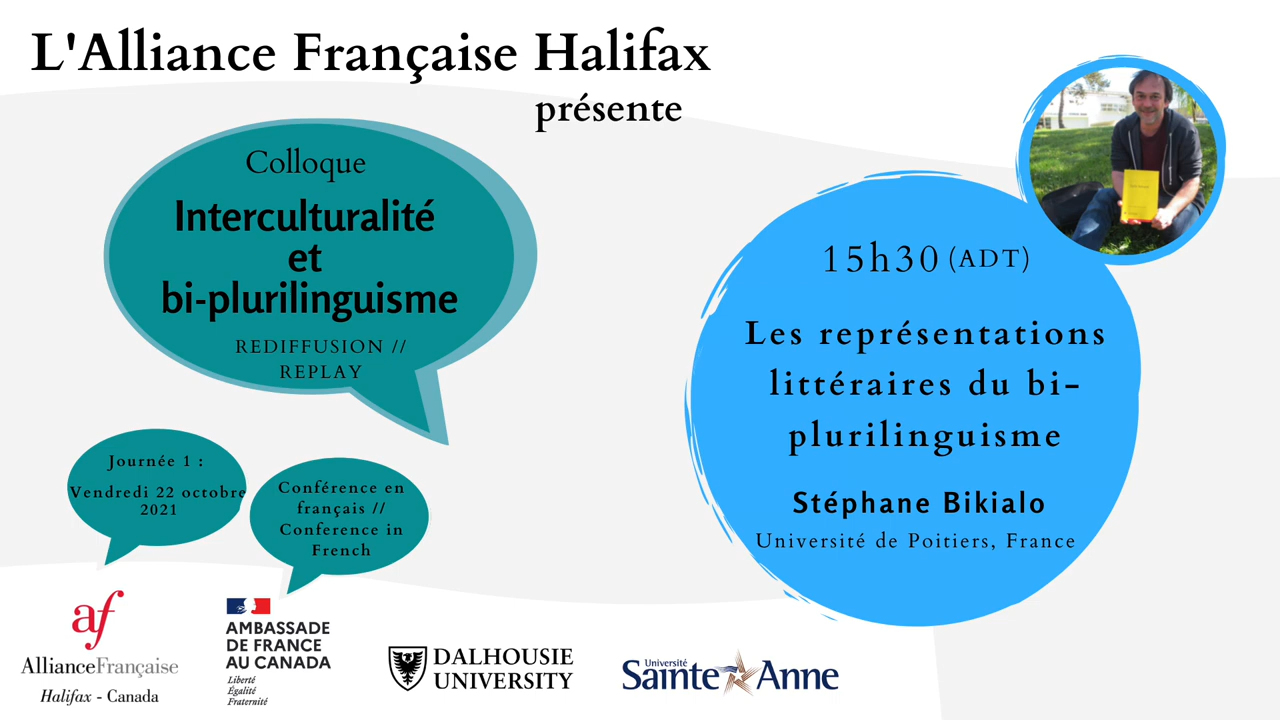 L'Alliance Française Halifax
présente
Colloque
Interculturalité
et
bi-plurilinguisme
REDIFFUSION //
REPLAY
15h30 (ADT)
Les représentations
littéraires du bi-
plurilinguisme
Stéphane Bikialo
Université de Poitiers, France
Journée 1 :
Vendredi 22 octobre
2021
Conférence en
français //
Conference in
French
af
AllianceFrançaise
Halifax - Canada
AMBASSADE
DE FRANCE
AU CANADA
Liberté
Égalité
Fraternité
DALHOUSIE
UNIVERSITY
Université
Sainte Anne